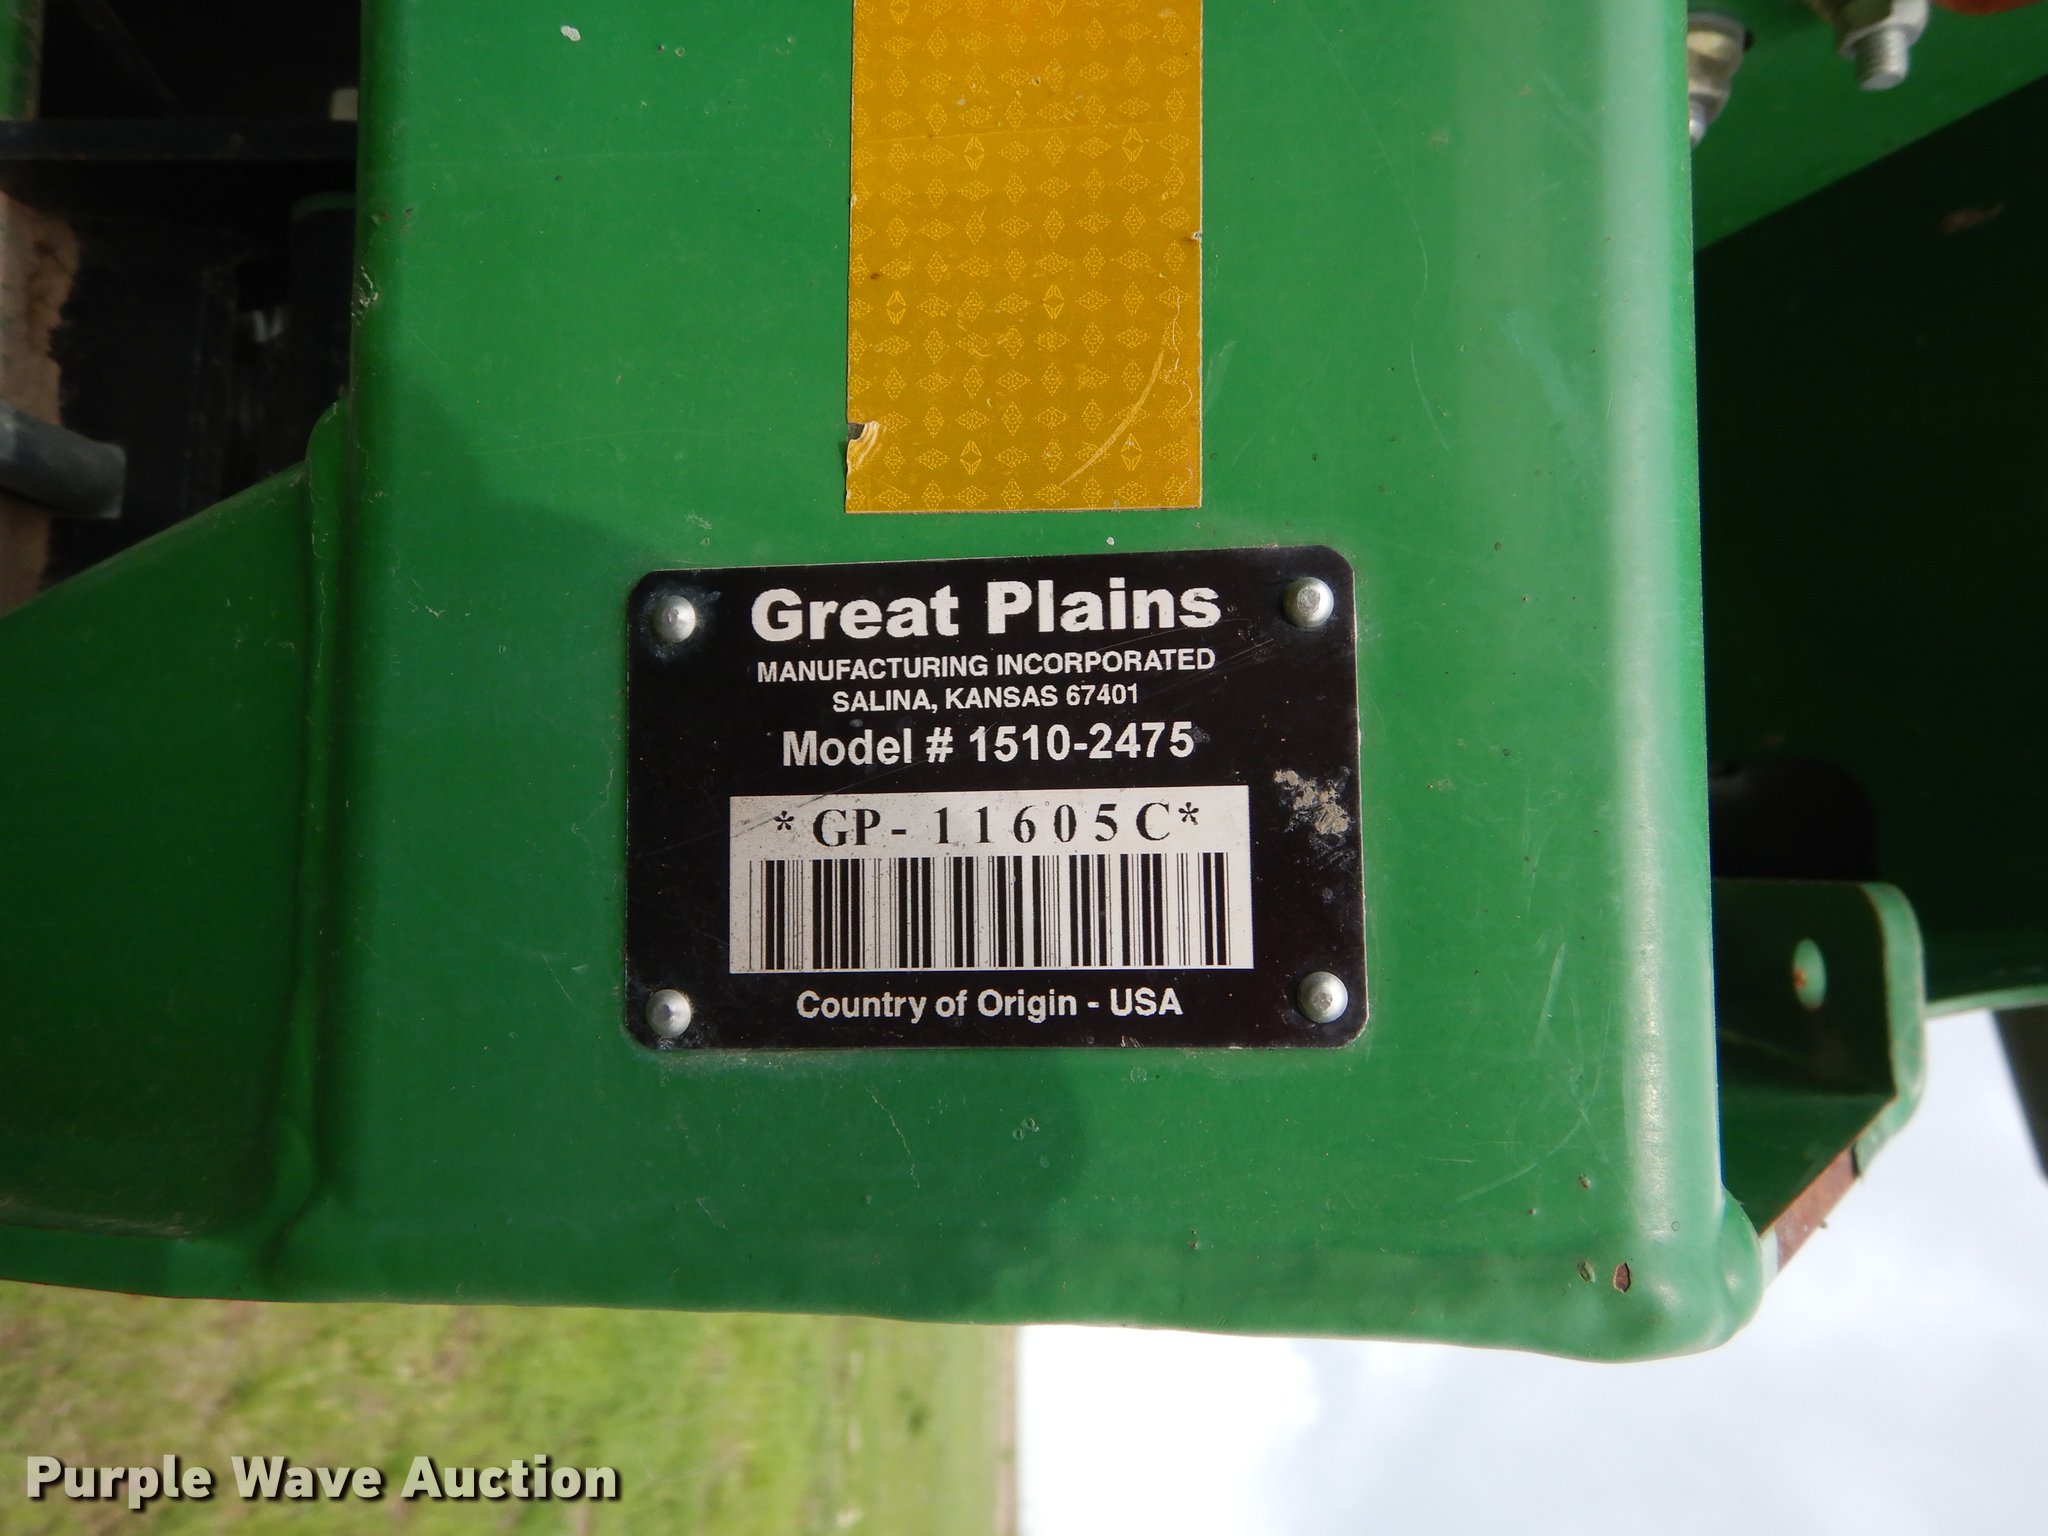 Great Plains
MANUFACTURING INCORPORATED
SALINA, KANSAS 67401
Model # 1510-2475
*GP-11605C*
Country of Origin - USA
Purple Wave Auction